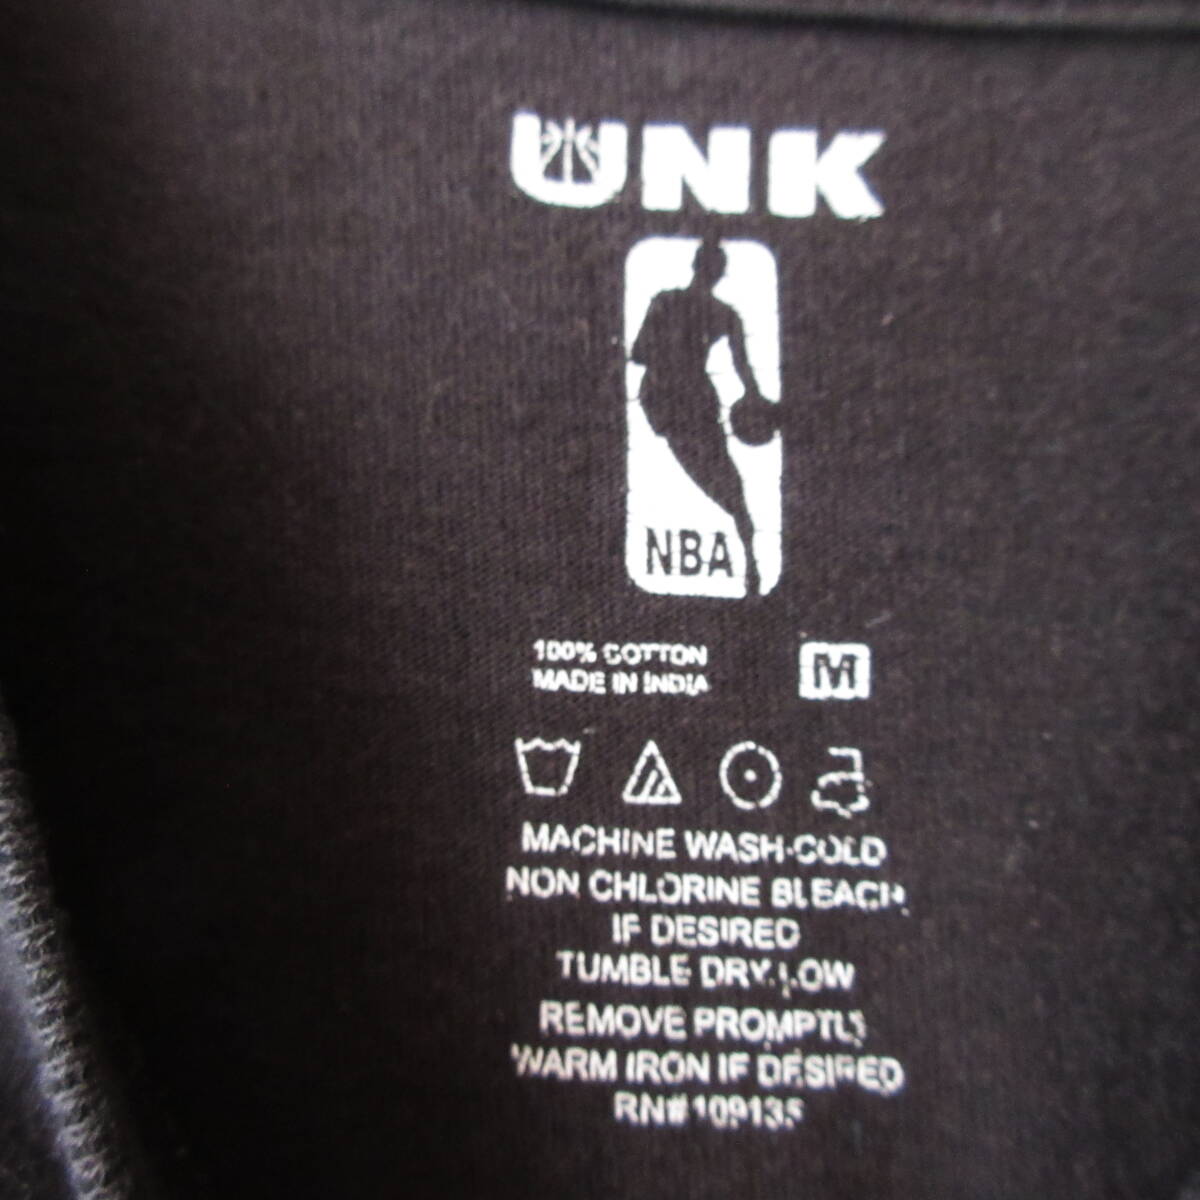 UNK
NBA
100% COTTON
MADE IN INDIA
M
MACHINE WASH-COLD
NON CHLORINE BLEACH
IF DESIRED
TUMBLE DRY-LOW
REMOVE PROMPTLY
WARM IRON IF DESIRED
RN#109135